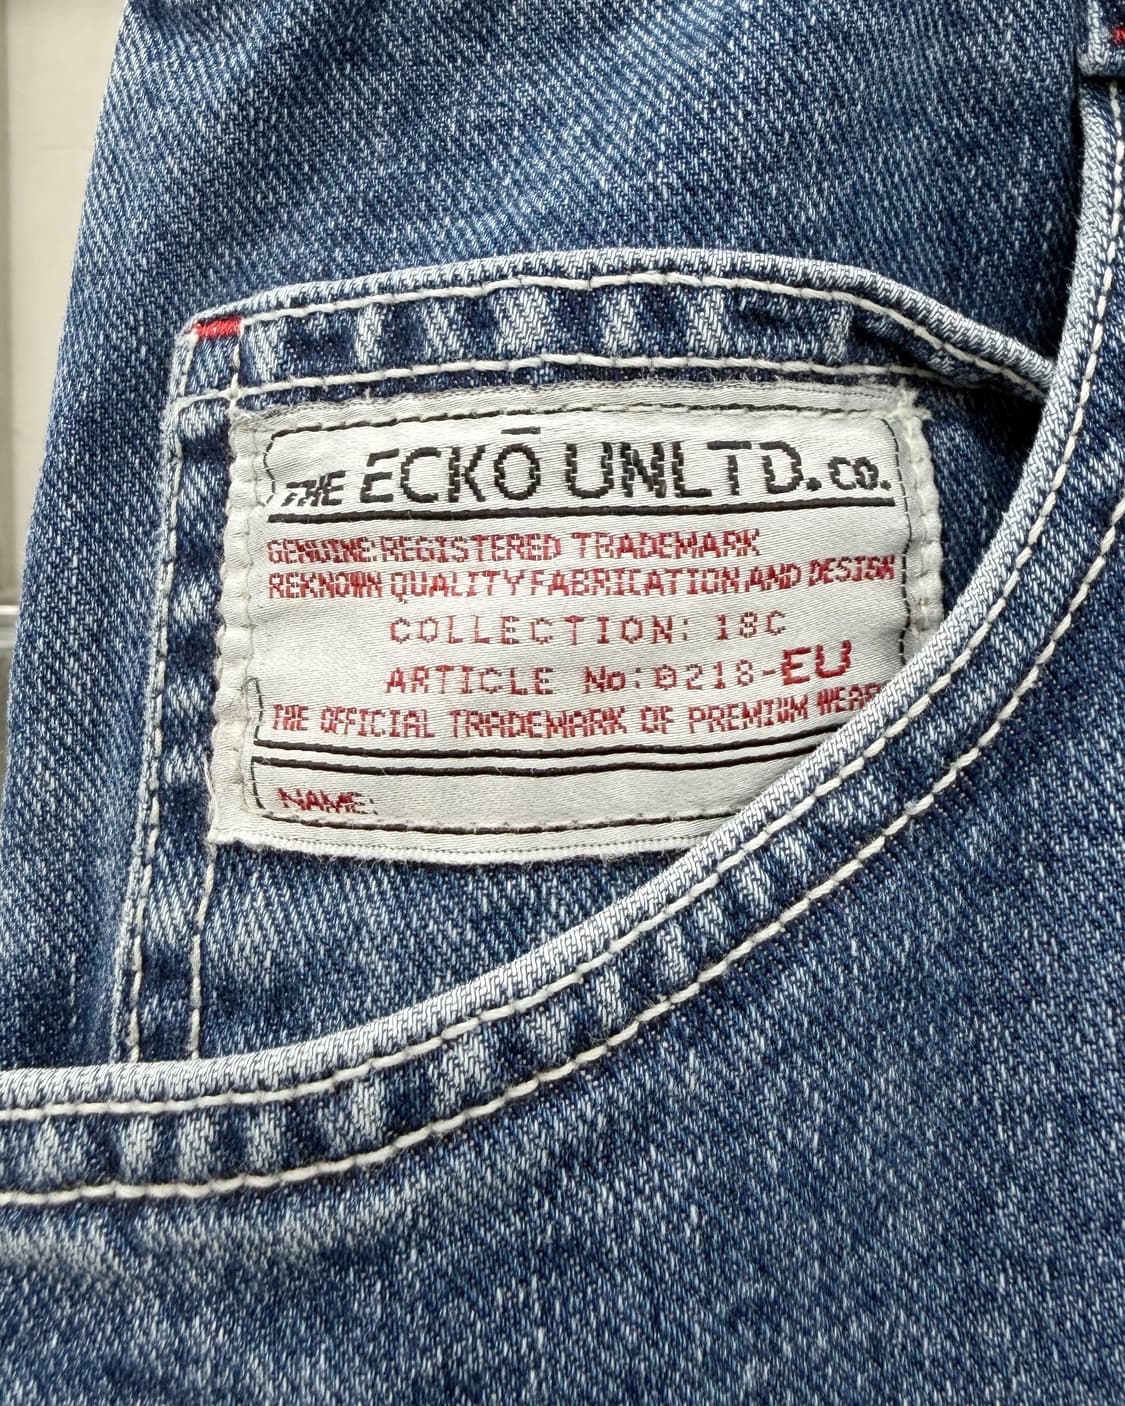 THE ECKŌ UNLTD. CO.
GENUINE REGISTERED TRADEMARK
REKNOWN QUALITY FABRICATION AND DESIGN
COLLECTION: 18C
ARTICLE No: 0218-EU
THE OFFICIAL TRADEMARK OF PREMIUM WEAR
NAME: